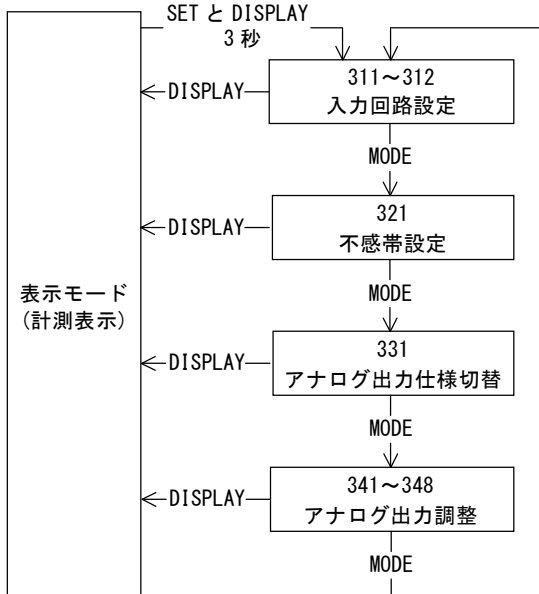 SET と DISPLAY
3 秒
311～312
入力回路設定
DISPLAY
MODE
321
不感帯設定
DISPLAY
MODE
表示モード
(計測表示)
331
アナログ出力仕様切替
DISPLAY
MODE
341～348
アナログ出力調整
DISPLAY
MODE